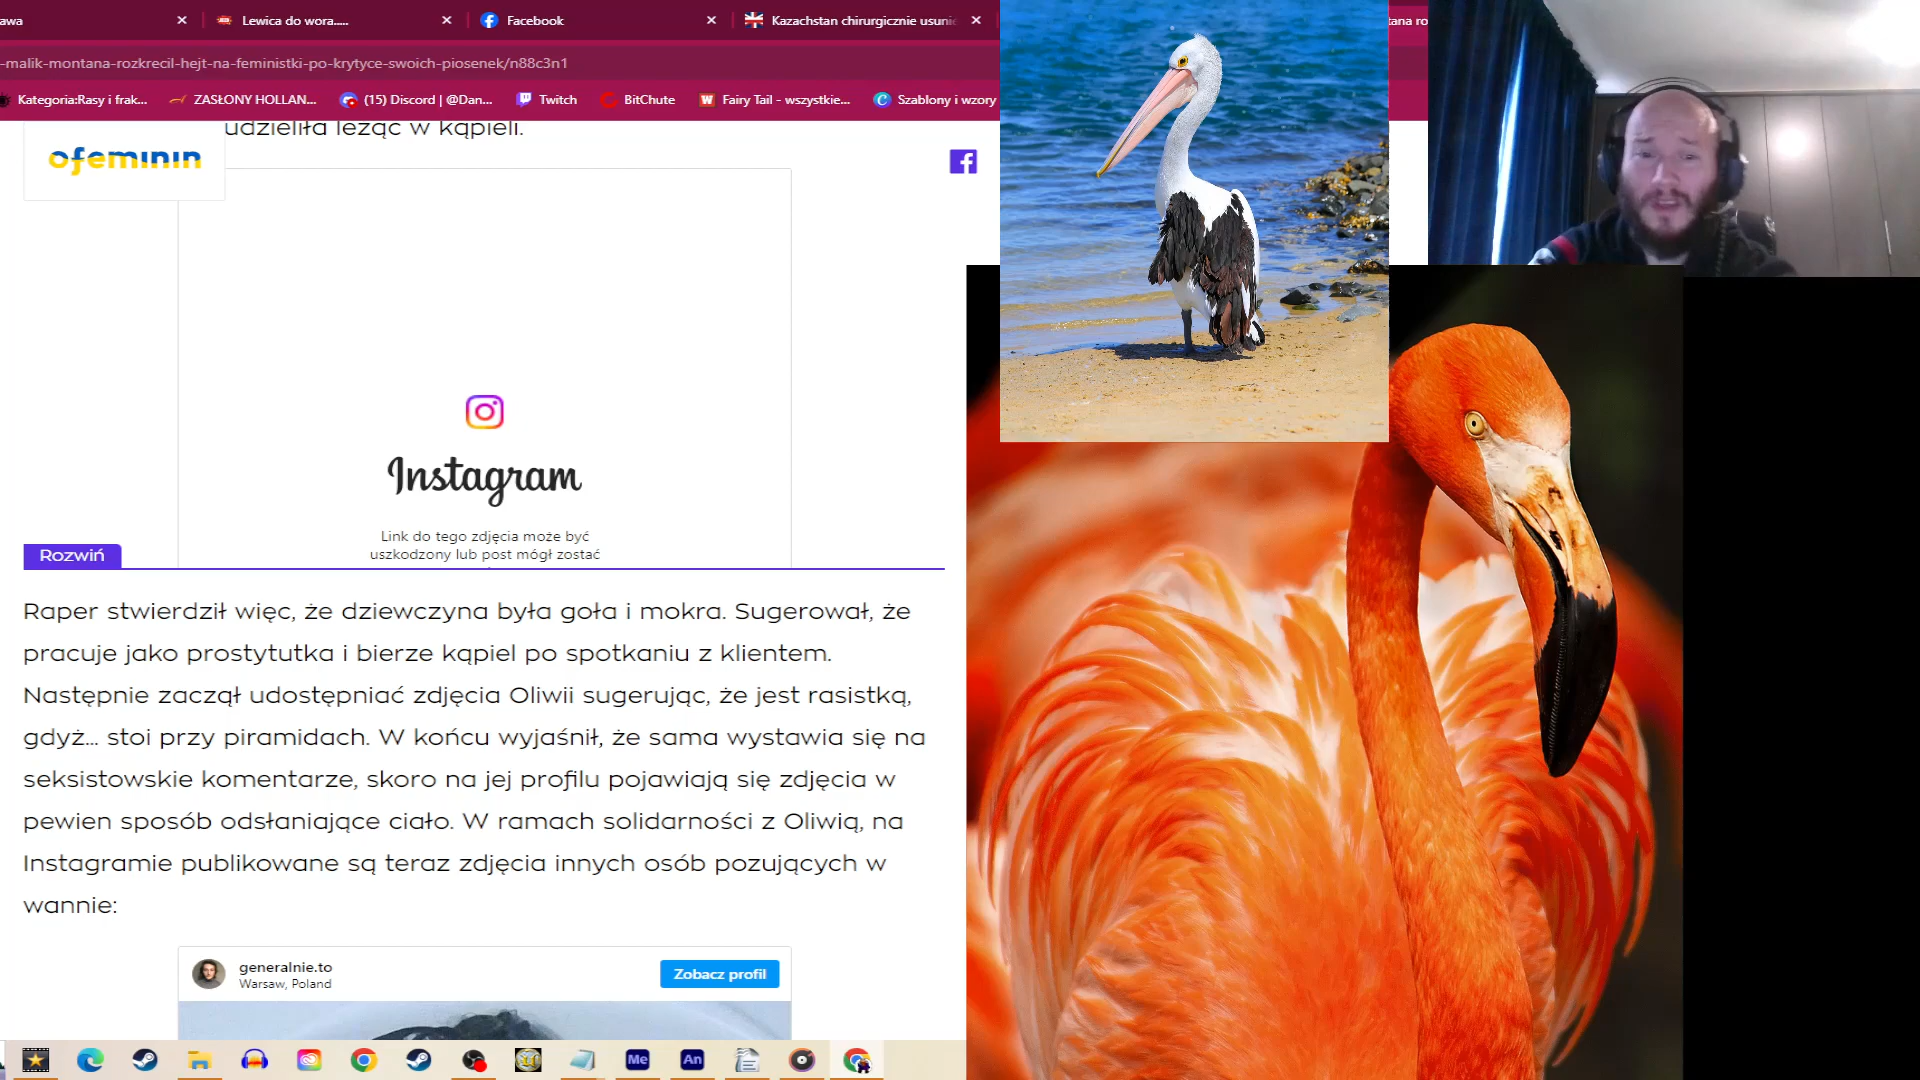 awa
Lewica do wora.....
Facebook
Kazachstan chirurgicznie usunie
tana ro
-malik-montana-rozkrecil-hejt-na-feministki-po-krytyce-swoich-piosenek/n88c3n1
Kategoria:Rasy i frak...
ZASŁONY HOLLAN...
(15) Discord | @Dan...
Twitch
BitChute
Fairy Tail - wszystkie...
Szablony i wzory
udzieliła leżąc w kąpieli.
ofeminin
Instagram
Link do tego zdjęcia może być
uszkodzony lub post mógł zostać
Rozwiń
Raper stwierdził więc, że dziewczyna była goła i mokra. Sugerował, że
pracuje jako prostytutka i bierze kąpiel po spotkaniu z klientem.
Następnie zaczął udostępniać zdjęcia Oliwii sugerując, że jest rasistką,
gdyż... stoi przy piramidach. W końcu wyjaśnił, że sama wystawia się na
seksistowskie komentarze, skoro na jej profilu pojawiają się zdjęcia w
pewien sposób odsłaniające ciało. W ramach solidarności z Oliwią, na
Instagramie publikowane są teraz zdjęcia innych osób pozujących w
wannie:
generalnie.to
Warsaw, Poland
Zobacz profil
Me
An